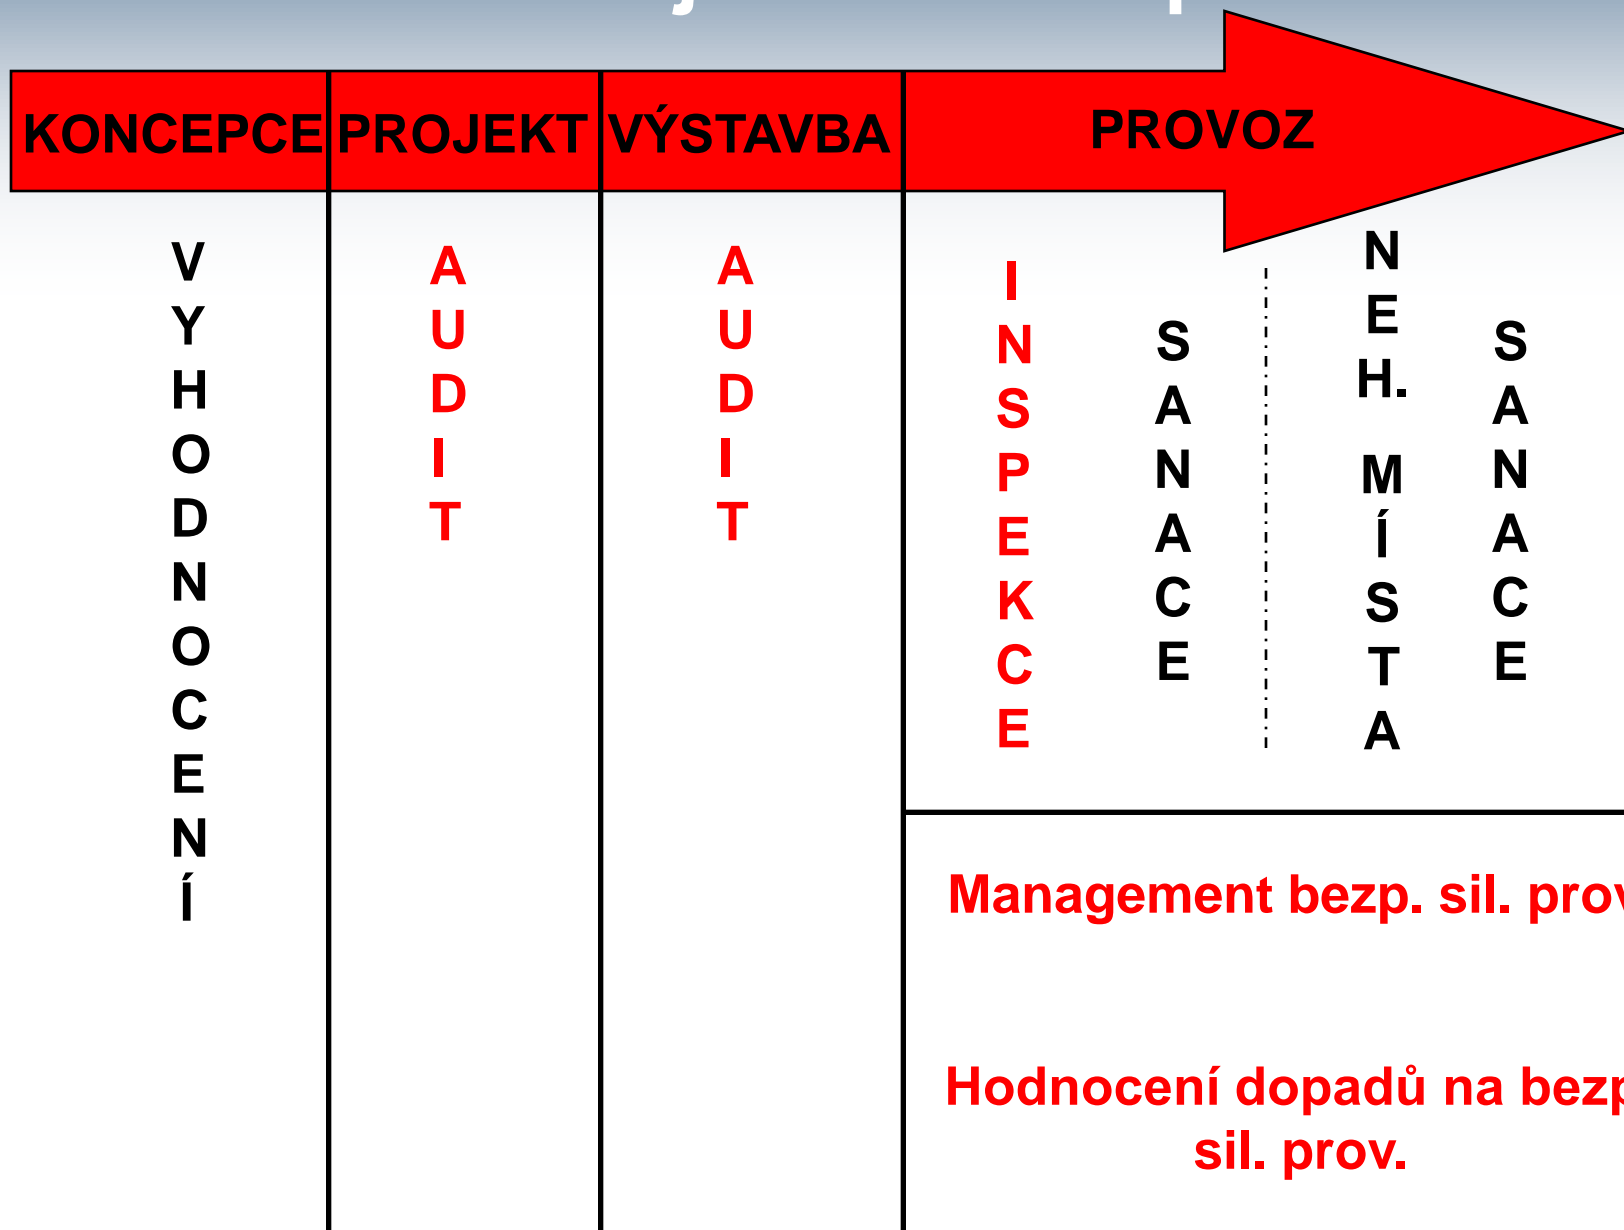 KONCEPCE PROJEKT VÝSTAVBA PROVOZ
VYHODNOCENÍ
AUDIT
AUDIT
INSPEKCE
SANACE
NEH. MÍSTA
SANACE
Management bezp. sil. prov
Hodnocení dopadů na bezp
sil. prov.